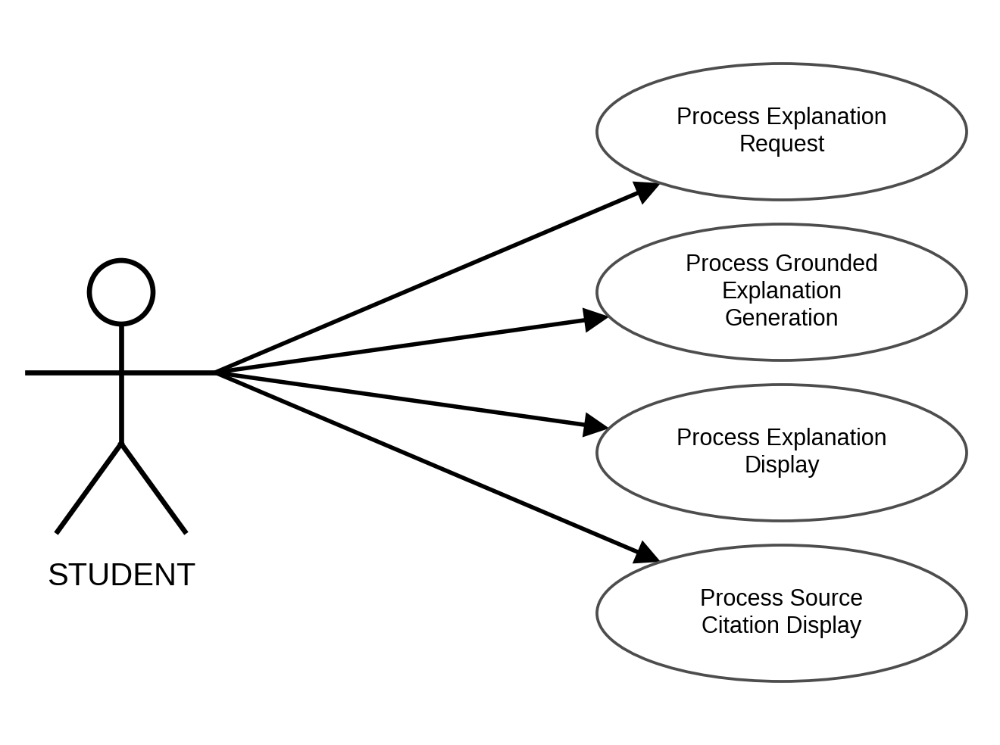 Process Explanation
Request
Process Grounded
Explanation
Generation
Process Explanation
Display
Process Source
Citation Display
STUDENT